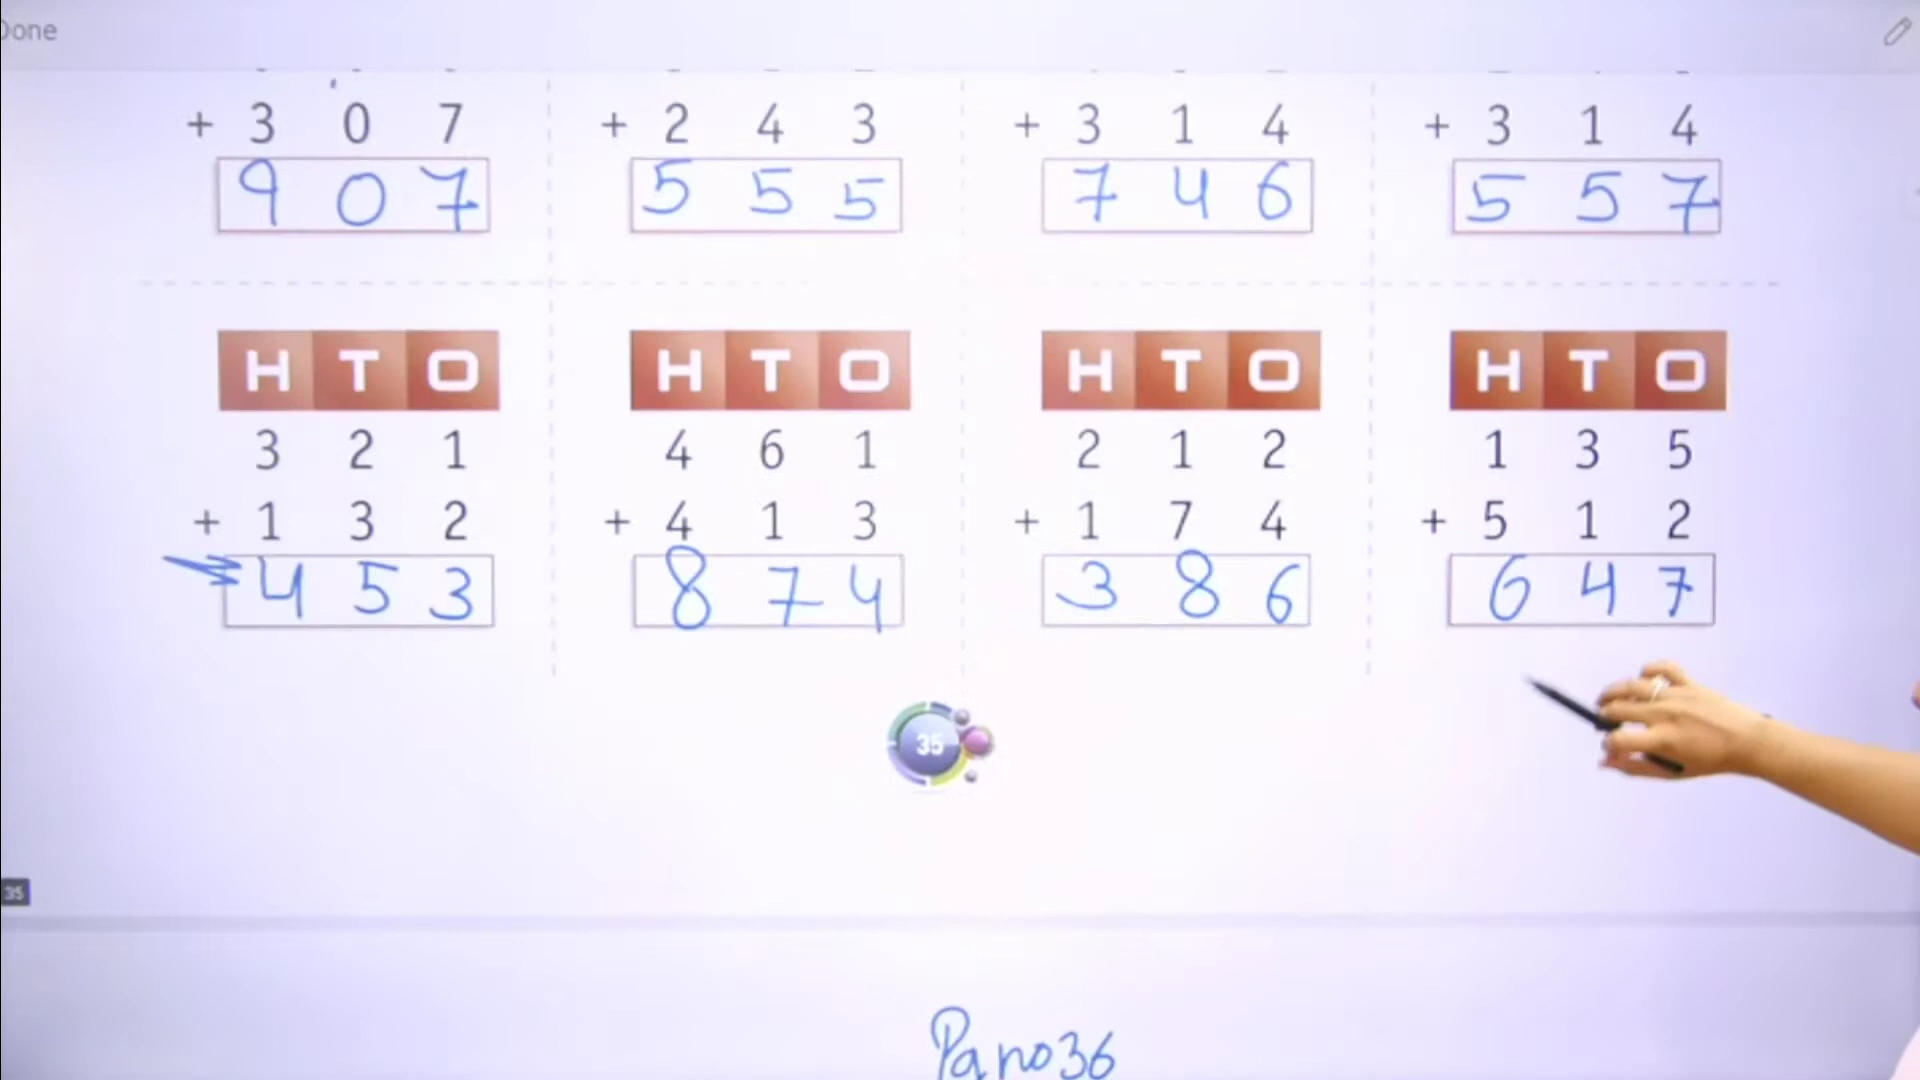 Done
+ 3 0 7
9 0 7
+ 2 4 3
5 5 5
+ 3 1 4
7 4 6
+ 3 1 4
5 5 7
H T O
3 2 1
+ 1 3 2
4 5 3
H T O
4 6 1
+ 4 1 3
8 7 4
H T O
2 1 2
+ 1 7 4
3 8 6
H T O
1 3 5
+ 5 1 2
6 4 7
35
35
Pa no 36